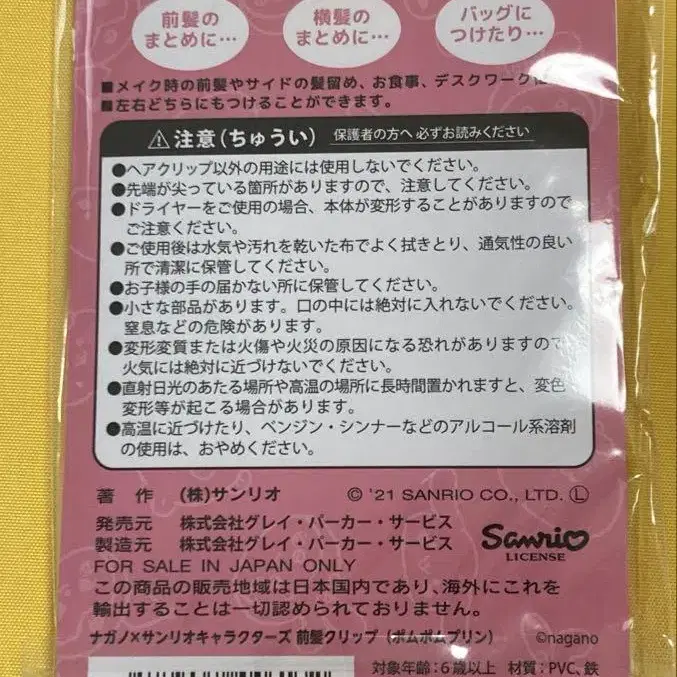 前髪の
まとめに…
横髪の
まとめに…
バッグに
つけたり…
■メイク時の前髪やサイドの髪留め、お食事、デスクワークに
■左右どちらにもつけることができます。
⚠注意(ちゅうい) 保護者の方へ 必ずお読みください
●ヘアクリップ以外の用途には使用しないでください。
●先端が尖っている箇所がありますので、注意してください。
●ドライヤーをご使用の場合、本体が変形することがありますので
ご注意ください。
●ご使用後は水気や汚れを乾いた布でよく拭きとり、通気性の良い
所で清潔に保管してください。
●お子様の手の届かない所に保管してください。
●小さな部品があります。口の中には絶対に入れないでください。
窒息などの危険があります。
●変形変質または火傷や火災の原因になる恐れがありますので
火気には絶対に近づけないでください。
●直射日光のあたる場所や高温の場所に長時間置かれますと、変色
変形等が起こる場合があります。
●高温に近づけたり、ベンジン・シンナーなどのアルコール系溶剤
の使用は、おやめください。
著 作 (株)サンリオ © '21 SANRIO CO., LTD. Ⓛ
発売元 株式会社グレイ・パーカー・サービス
製造元 株式会社グレイ・パーカー・サービス
Sanrio
LICENSE
FOR SALE IN JAPAN ONLY
この商品の販売地域は日本国内であり、海外にこれを
輸出することは一切認められておりません。
ナガノ×サンリオキャラクターズ 前髪クリップ (ポムポムプリン) ©nagano
対象年齢:6歳以上 材質:PVC、鉄